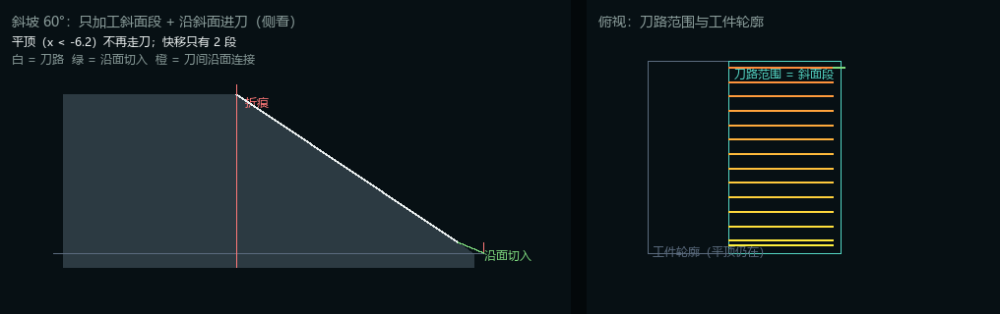 斜坡 60°：只加工斜面段 + 沿斜面进刀（侧看）
平顶（x < -6.2）不再走刀；快移只有 2 段
白 = 刀路  绿 = 沿面切入  橙 = 刀间沿面连接
折痕
沿面切入
俯视：刀路范围与工件轮廓
刀路范围 = 斜面段
工件轮廓（平顶仍在）